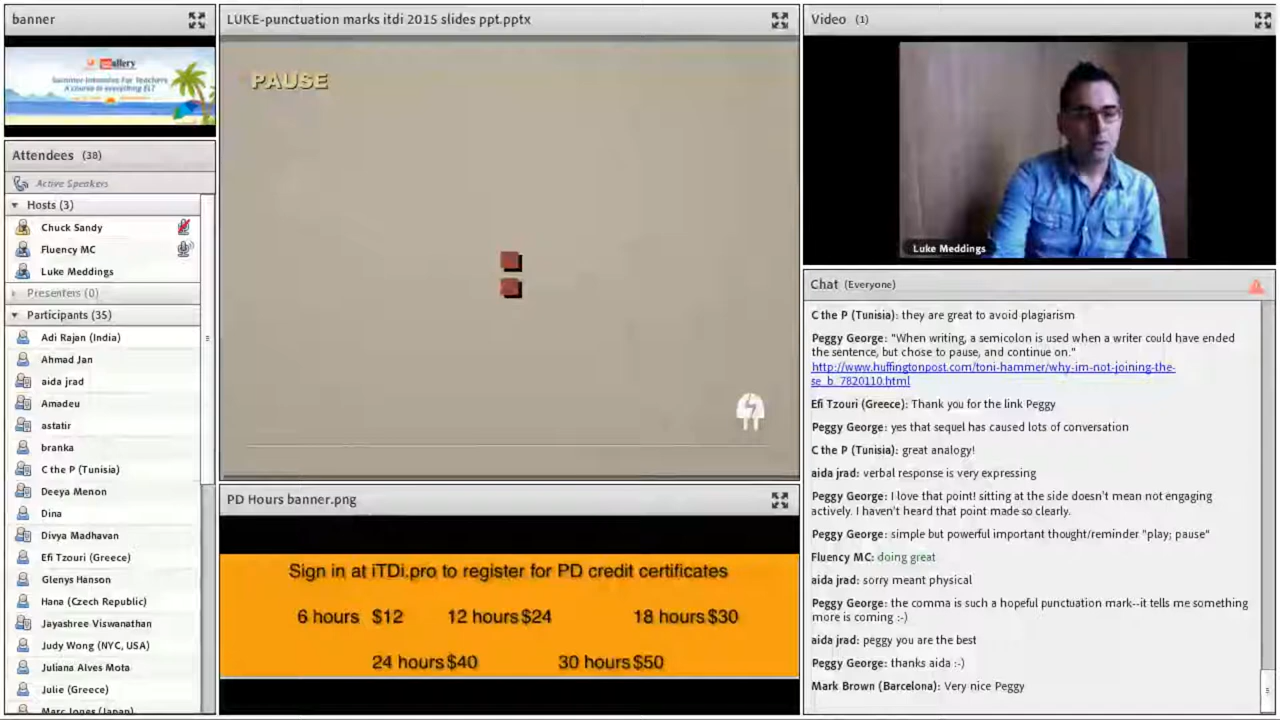 banner
allery
Summer Intensive For Teachers
A course to everything ELT
Attendees (38)
Active Speakers
Hosts (3)
Chuck Sandy
Fluency MC
Luke Meddings
Presenters (0)
Participants (35)
Adi Rajan (India)
Ahmad Jan
aida jrad
Amadeu
astatir
branka
C the P (Tunisia)
Deeya Menon
Dina
Divya Madhavan
Efi Tzouri (Greece)
Glenys Hanson
Hana (Czech Republic)
Jayashree Viswanathan
Judy Wong (NYC, USA)
Juliana Alves Mota
Julie (Greece)
Marc Jones (Japan)
LUKE-punctuation marks itdi 2015 slides ppt.pptx
PAUSE
:
PD Hours banner.png
Sign in at iTDi.pro to register for PD credit certificates
6 hours $12 12 hours $24 18 hours $30
24 hours $40 30 hours $50
Video (1)
Luke Meddings
Chat (Everyone)
C the P (Tunisia): they are great to avoid plagiarism
Peggy George: "When writing, a semicolon is used when a writer could have ended
the sentence, but chose to pause, and continue on."
http://www.huffingtonpost.com/toni-hammer/why-im-not-joining-the-
se_b_7820110.html
Efi Tzouri (Greece): Thank you for the link Peggy
Peggy George: yes that sequel has caused lots of conversation
C the P (Tunisia): great analogy!
aida jrad: verbal response is very expressing
Peggy George: I love that point! sitting at the side doesn't mean not engaging
actively. I haven't heard that point made so clearly.
Peggy George: simple but powerful important thought/reminder "play; pause"
Fluency MC: doing great
aida jrad: sorry meant physical
Peggy George: the comma is such a hopeful punctuation mark--it tells me something
more is coming :-)
aida jrad: peggy you are the best
Peggy George: thanks aida :-)
Mark Brown (Barcelona): Very nice Peggy